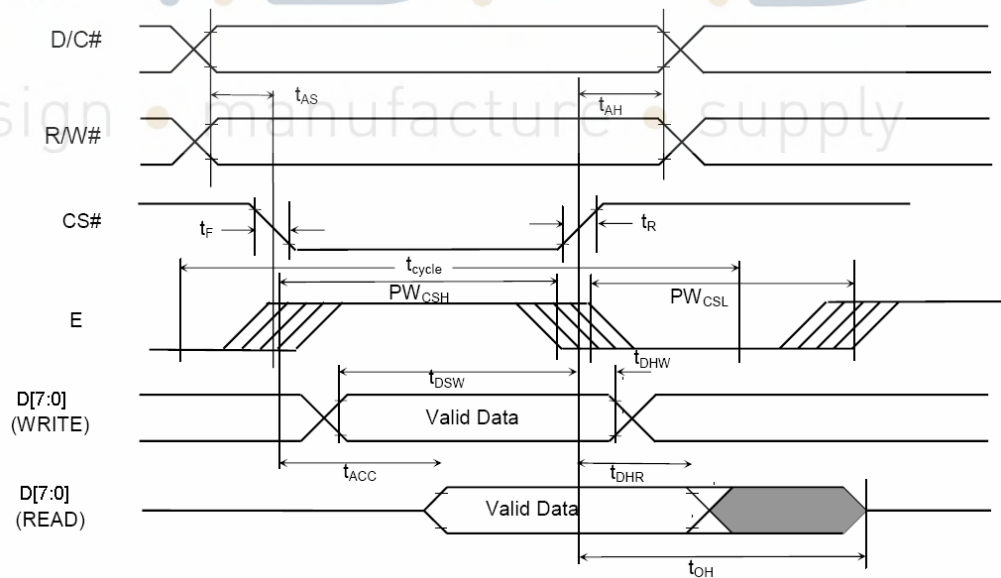 D/C#
t_AS
t_AH
sign • manufacture • supply
R/W#
CS#
t_F
t_R
t_cycle
PW_CSH
PW_CSL
E
t_DHW
t_DSW
D[7:0]
(WRITE)
Valid Data
t_ACC
t_DHR
D[7:0]
(READ)
Valid Data
t_OH